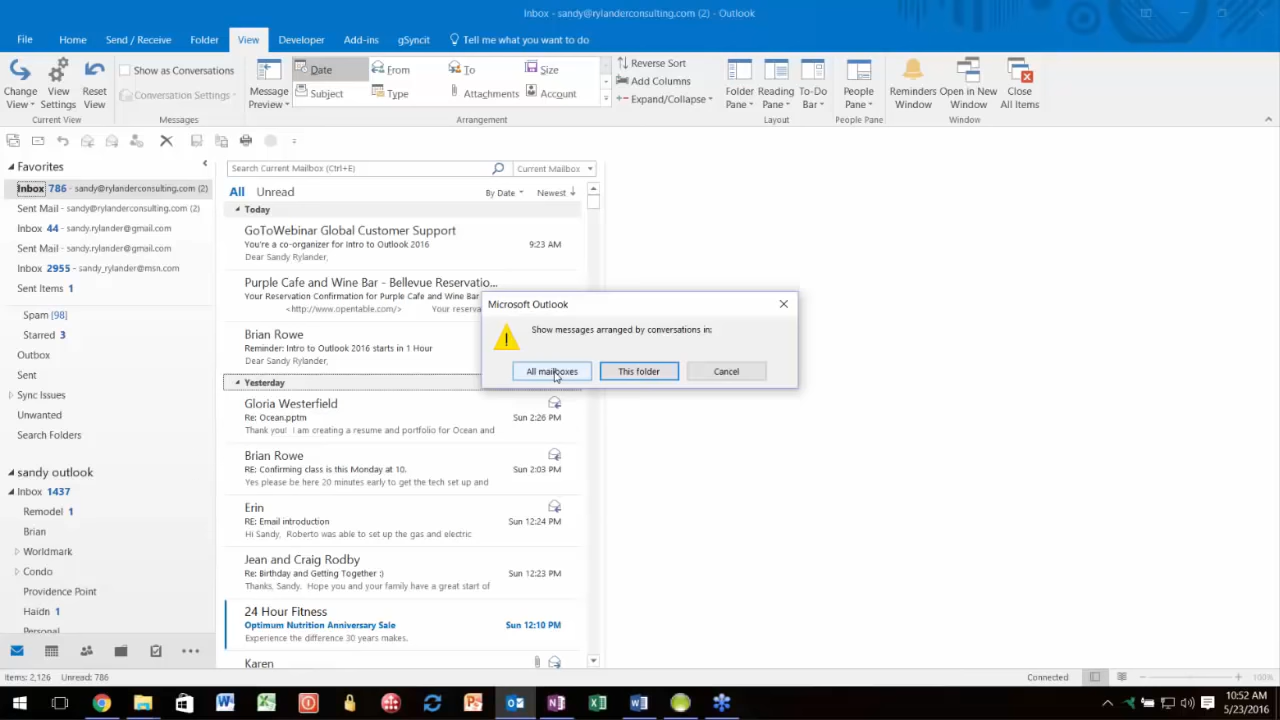 Inbox - sandy@rylanderconsulting.com (2) - Outlook
File Home Send / Receive Folder View Developer Add-ins gSyncit Tell me what you want to do
Change View
View Settings
Reset View
Current View
Show as Conversations
Conversation Settings
Messages
Message Preview
Date From To Size
Subject Type Attachments Account
Arrangement
Reverse Sort
Add Columns
Expand/Collapse
Folder Pane
Reading Pane
To-Do Bar
Layout
People Pane
People Pane
Reminders Window
Open in New Window
Close All Items
Window
Favorites
Inbox 786 - sandy@rylanderconsulting.com (2)
Sent Mail - sandy@rylanderconsulting.com (2)
Inbox 44 - sandy.rylander@gmail.com
Sent Mail - sandy.rylander@gmail.com
Inbox 2955 - sandy_rylander@msn.com
Sent Items 1
Spam [98]
Starred 3
Outbox
Sent
Sync Issues
Unwanted
Search Folders
sandy outlook
Inbox 1437
Remodel 1
Brian
Worldmark
Condo
Providence Point
Haidn 1
Personal
Search Current Mailbox (Ctrl+E) Current Mailbox
All Unread By Date Newest
Today
GoToWebinar Global Customer Support
You're a co-organizer for Intro to Outlook 2016 9:23 AM
Dear Sandy Rylander,
Purple Cafe and Wine Bar - Bellevue Reservatio...
Your Reservation Confirmation for Purple Cafe and Wine Bar
<http://www.opentable.com/> Your reserva
Brian Rowe
Reminder: Intro to Outlook 2016 starts in 1 Hour
Dear Sandy Rylander,
Yesterday
Gloria Westerfield
Re: Ocean.pptm Sun 2:26 PM
Thank you! I am creating a resume and portfolio for Ocean and
Brian Rowe
RE: Confirming class is this Monday at 10. Sun 2:03 PM
Yes please be here 20 minutes early to get the tech set up and
Erin
RE: Email introduction Sun 12:24 PM
Hi Sandy, Roberto was able to set up the gas and electric
Jean and Craig Rodby
Re: Birthday and Getting Together :) Sun 12:23 PM
Thanks, Sandy. Hope you and your family have a great start of
24 Hour Fitness
Optimum Nutrition Anniversary Sale Sun 12:10 PM
Experience the difference 30 years makes.
Karen
Microsoft Outlook
Show messages arranged by conversations in:
All mailboxes This folder Cancel
Items: 2,126 Unread: 786 Connected 100%
10:52 AM
5/23/2016